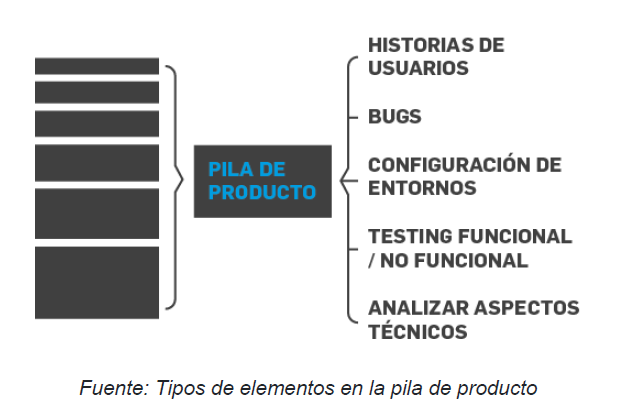 PILA DE
PRODUCTO
HISTORIAS DE
USUARIOS
BUGS
CONFIGURACIÓN DE
ENTORNOS
TESTING FUNCIONAL
/ NO FUNCIONAL
ANALIZAR ASPECTOS
TÉCNICOS
Fuente: Tipos de elementos en la pila de producto